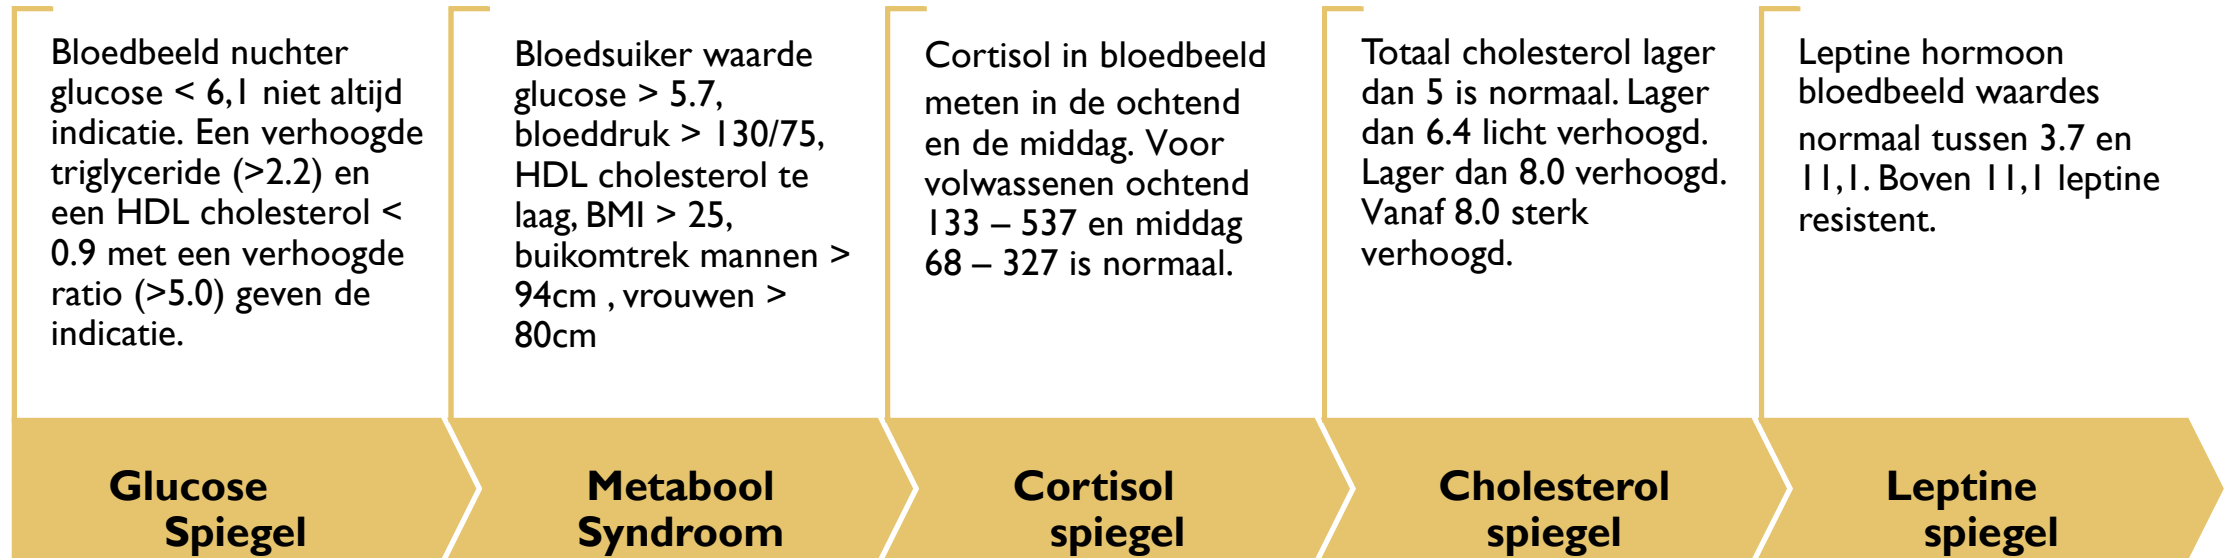 Bloedbeeld nuchter
glucose < 6,1 niet altijd
indicatie. Een verhoogde
triglyceride (>2.2) en
een HDL cholesterol <
0.9 met een verhoogde
ratio (>5.0) geven de
indicatie.
Glucose
Spiegel
Bloedsuiker waarde
glucose > 5.7,
bloeddruk > 130/75,
HDL cholesterol te
laag, BMI > 25,
buikomtrek mannen >
94cm , vrouwen >
80cm
Metabool
Syndroom
Cortisol in bloedbeeld
meten in de ochtend
en de middag. Voor
volwassenen ochtend
133 – 537 en middag
68 – 327 is normaal.
Cortisol
spiegel
Totaal cholesterol lager
dan 5 is normaal. Lager
dan 6.4 licht verhoogd.
Lager dan 8.0 verhoogd.
Vanaf 8.0 sterk
verhoogd.
Cholesterol
spiegel
Leptine hormoon
bloedbeeld waardes
normaal tussen 3.7 en
11,1. Boven 11,1 leptine
resistent.
Leptine
spiegel